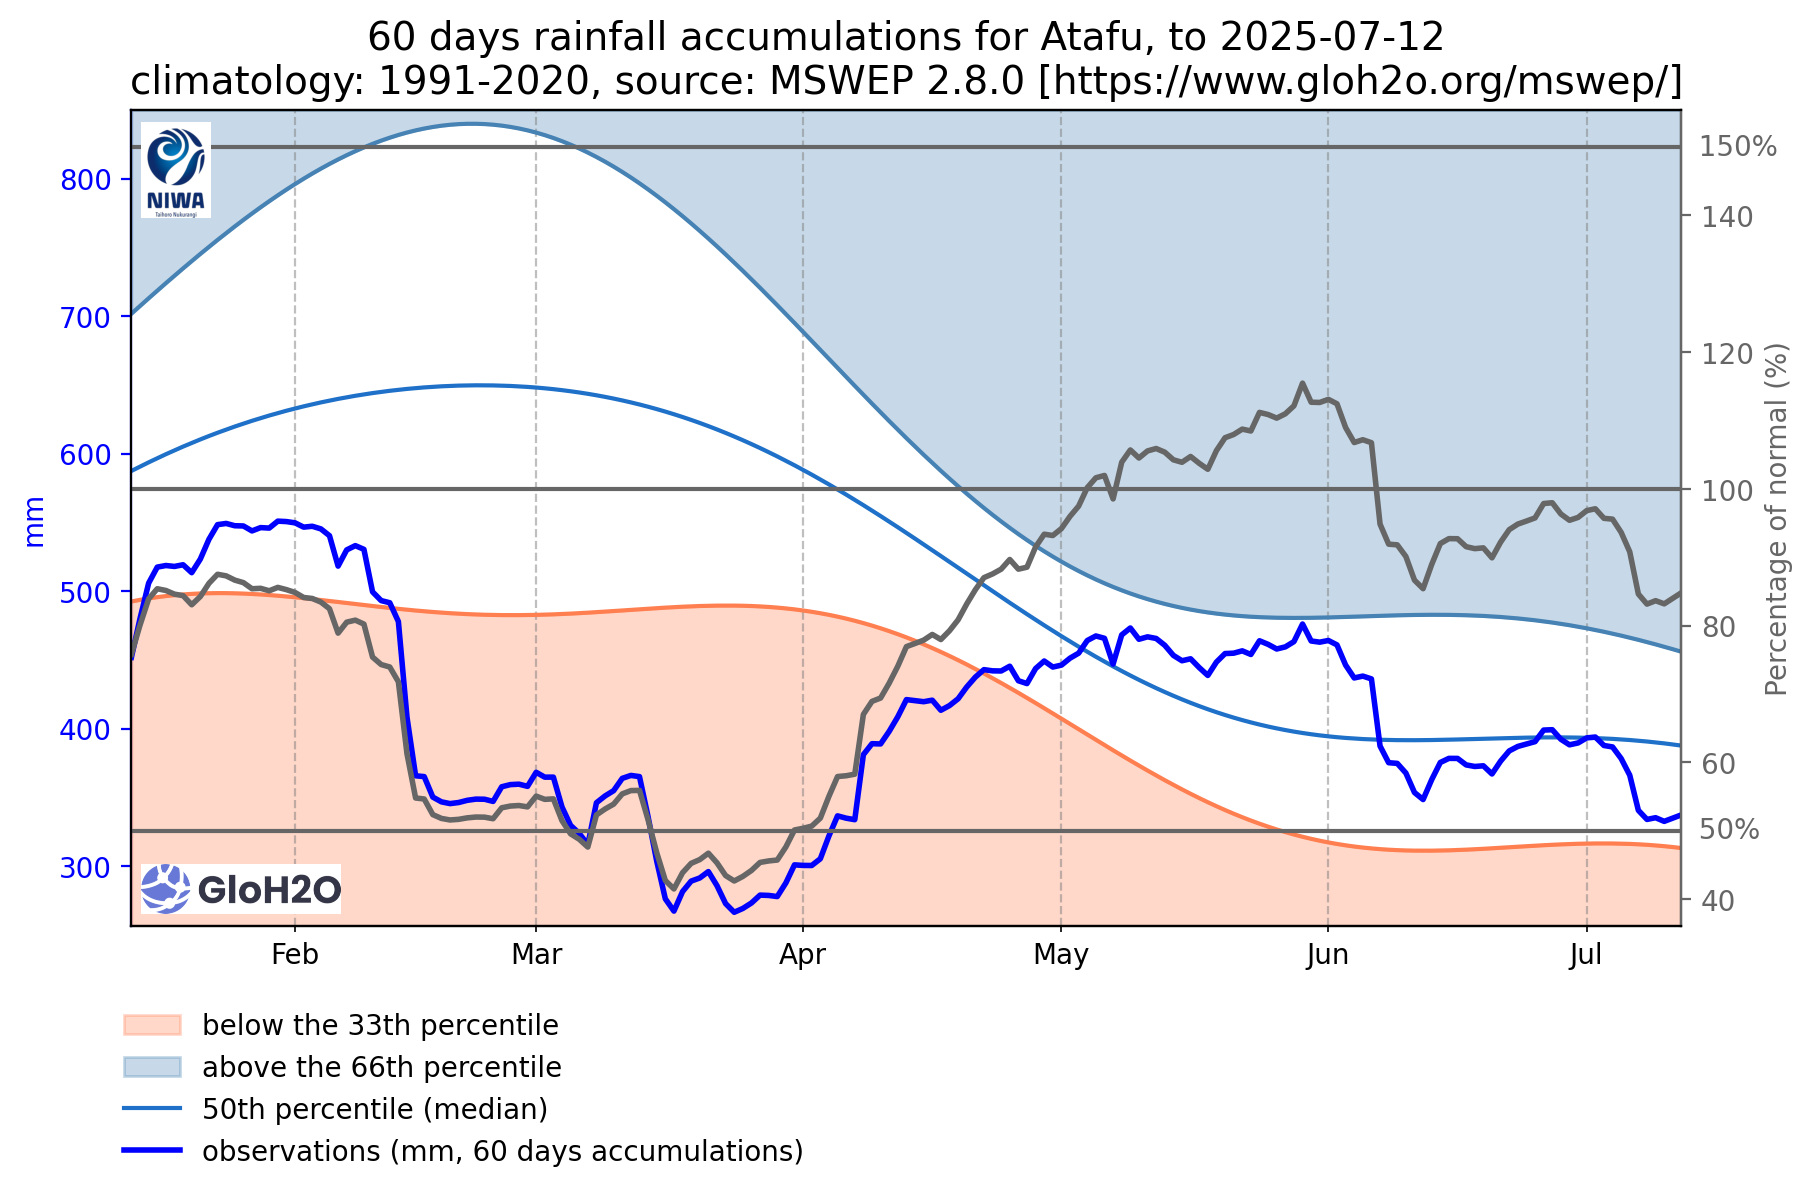 60 days rainfall accumulations for Atafu, to 2025-07-12
climatology: 1991-2020, source: MSWEP 2.8.0 [https://www.gloh2o.org/mswep/]
NIWA
Taihoro Nukurangi
800
700
600
500
400
300
mm
150%
140
120
100
80
60
50%
40
Percentage of normal (%)
GloH2O
Feb Mar Apr May Jun Jul
below the 33th percentile
above the 66th percentile
50th percentile (median)
observations (mm, 60 days accumulations)